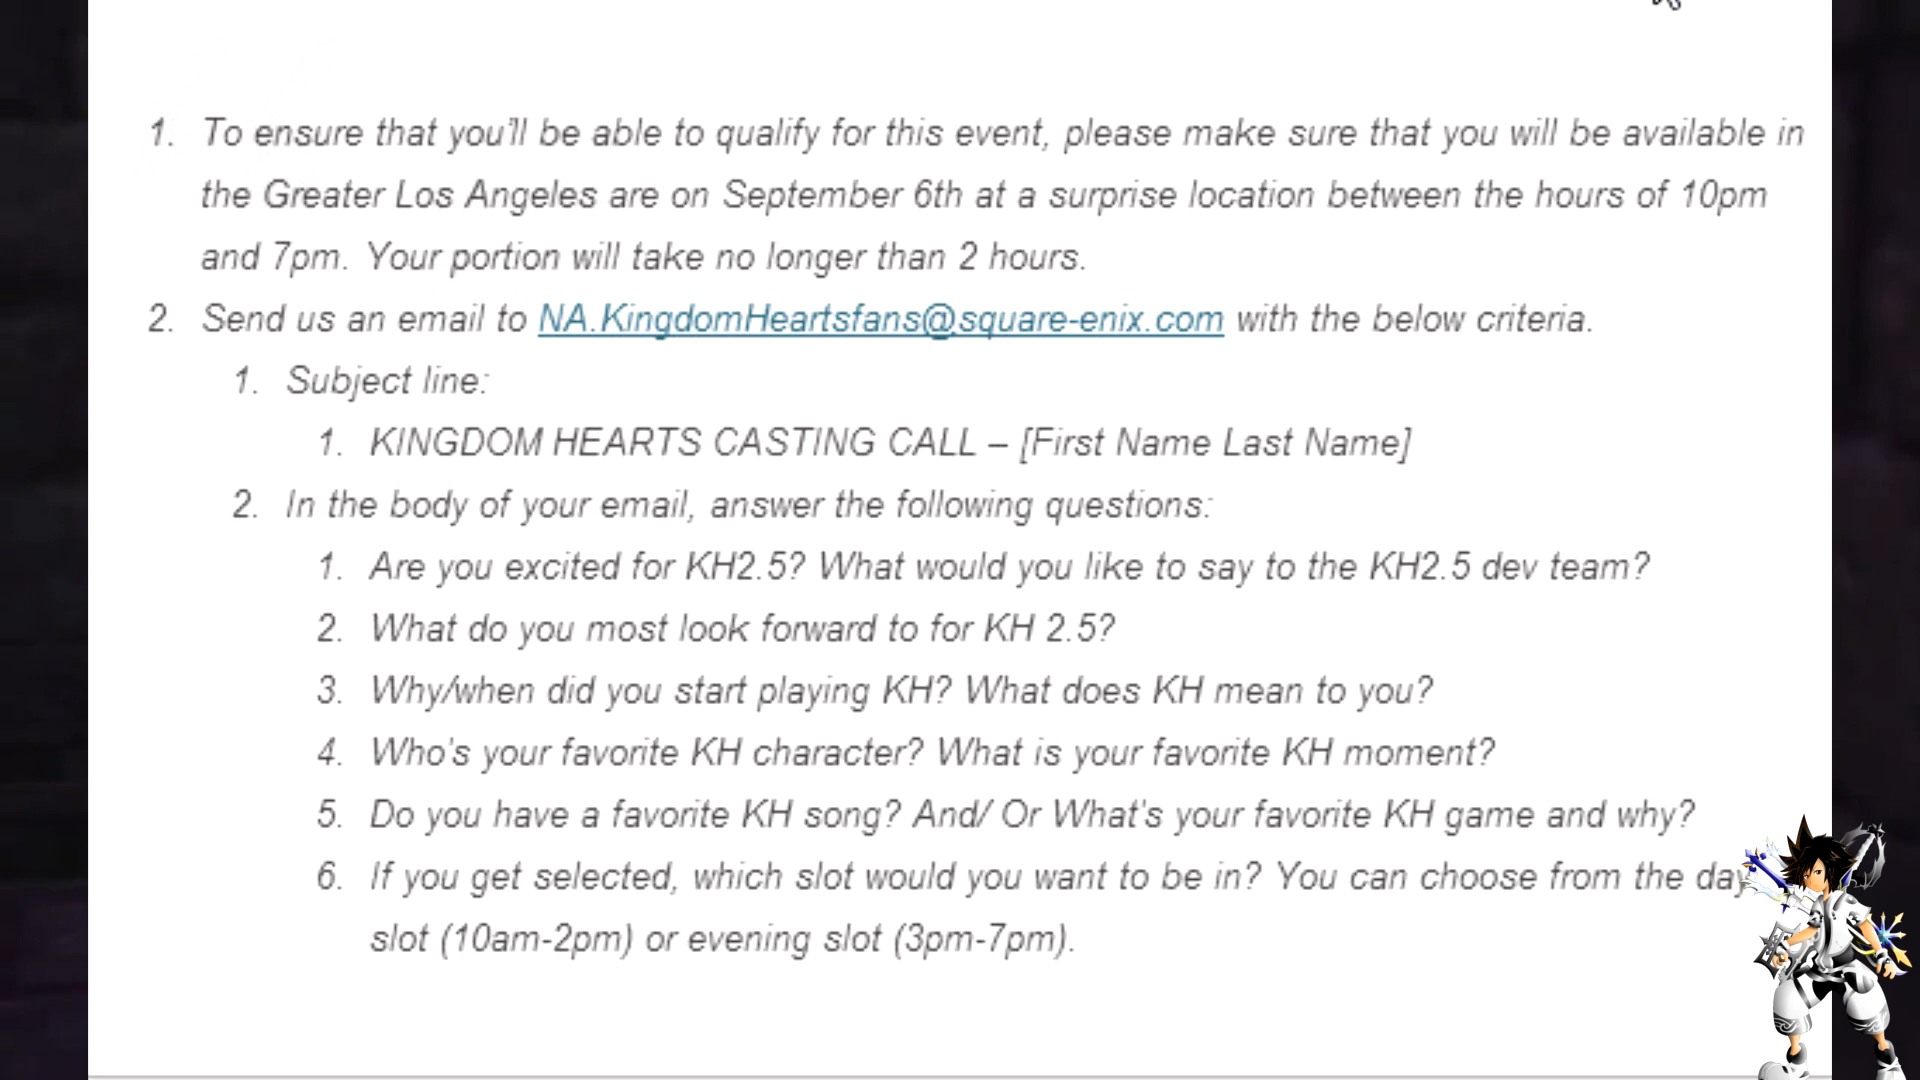 1. To ensure that you'll be able to qualify for this event, please make sure that you will be available in
the Greater Los Angeles are on September 6th at a surprise location between the hours of 10pm
and 7pm. Your portion will take no longer than 2 hours.
2. Send us an email to NA.KingdomHeartsfans@square-enix.com with the below criteria.
1. Subject line:
1. KINGDOM HEARTS CASTING CALL – [First Name Last Name]
2. In the body of your email, answer the following questions:
1. Are you excited for KH2.5? What would you like to say to the KH2.5 dev team?
2. What do you most look forward to for KH 2.5?
3. Why/when did you start playing KH? What does KH mean to you?
4. Who's your favorite KH character? What is your favorite KH moment?
5. Do you have a favorite KH song? And/ Or What's your favorite KH game and why?
6. If you get selected, which slot would you want to be in? You can choose from the day
slot (10am-2pm) or evening slot (3pm-7pm).